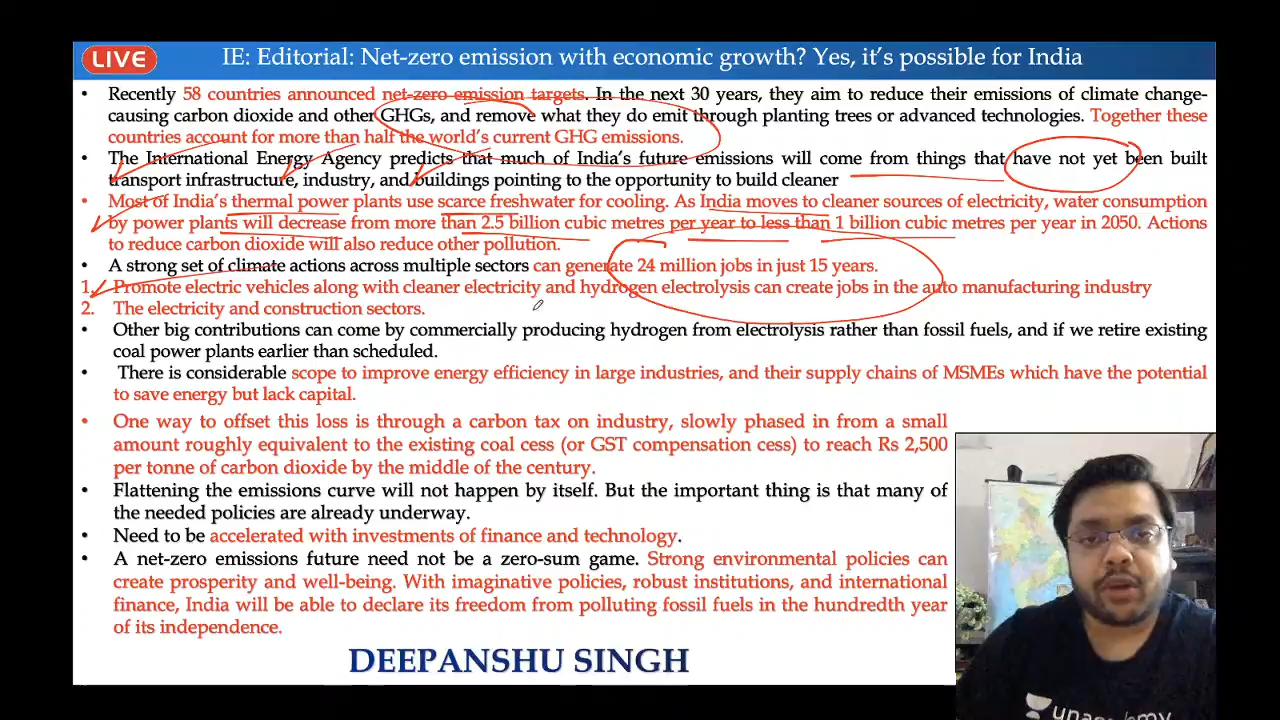 LIVE
IE: Editorial: Net-zero emission with economic growth? Yes, it's possible for India
• Recently 58 countries announced net-zero emission targets. In the next 30 years, they aim to reduce their emissions of climate change-
causing carbon dioxide and other GHGs, and remove what they do emit through planting trees or advanced technologies. Together these
countries account for more than half the world's current GHG emissions.
• The International Energy Agency predicts that much of India's future emissions will come from things that have not yet been built
transport infrastructure, industry, and buildings pointing to the opportunity to build cleaner
• Most of India's thermal power plants use scarce freshwater for cooling. As India moves to cleaner sources of electricity, water consumption
by power plants will decrease from more than 2.5 billion cubic metres per year to less than 1 billion cubic metres per year in 2050. Actions
to reduce carbon dioxide will also reduce other pollution.
• A strong set of climate actions across multiple sectors can generate 24 million jobs in just 15 years.
1. Promote electric vehicles along with cleaner electricity and hydrogen electrolysis can create jobs in the auto manufacturing industry
2. The electricity and construction sectors.
• Other big contributions can come by commercially producing hydrogen from electrolysis rather than fossil fuels, and if we retire existing
coal power plants earlier than scheduled.
• There is considerable scope to improve energy efficiency in large industries, and their supply chains of MSMEs which have the potential
to save energy but lack capital.
• One way to offset this loss is through a carbon tax on industry, slowly phased in from a small
amount roughly equivalent to the existing coal cess (or GST compensation cess) to reach Rs 2,500
per tonne of carbon dioxide by the middle of the century.
• Flattening the emissions curve will not happen by itself. But the important thing is that many of
the needed policies are already underway.
• Need to be accelerated with investments of finance and technology.
• A net-zero emissions future need not be a zero-sum game. Strong environmental policies can
create prosperity and well-being. With imaginative policies, robust institutions, and international
finance, India will be able to declare its freedom from polluting fossil fuels in the hundredth year
of its independence.
DEEPANSHU SINGH